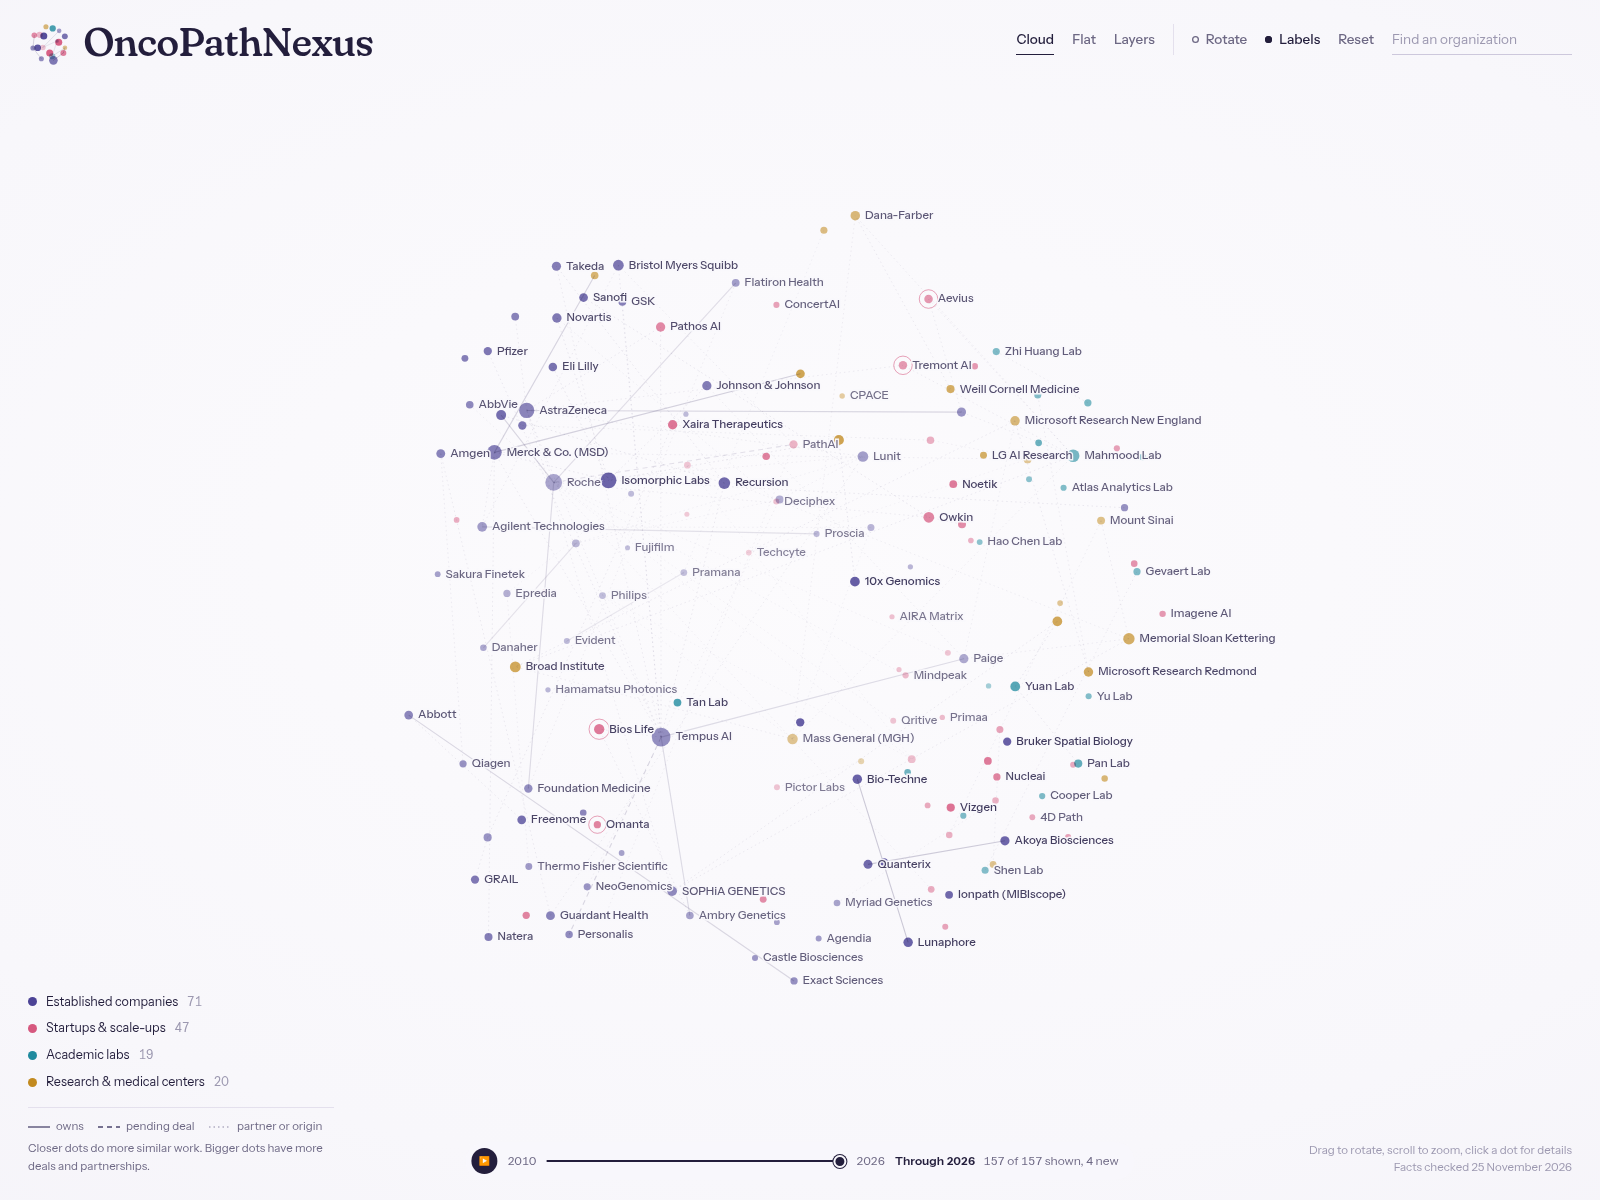 OncoPathNexus
Cloud Flat Layers Rotate Labels Reset Find an organization
Dana-Farber
Takeda
Bristol Myers Squibb
Flatiron Health
Sanofi
GSK
Aevius
ConcertAI
Novartis
Pathos AI
Pfizer
Zhi Huang Lab
Eli Lilly
Tremont AI
Johnson & Johnson
Weill Cornell Medicine
CPACE
AbbVie
AstraZeneca
Microsoft Research New England
Xaira Therapeutics
PathAI
Amgen
Merck & Co. (MSD)
Lunit
LG AI Research
Mahmood Lab
Roche
Isomorphic Labs
Recursion
Noetik
Atlas Analytics Lab
Deciphex
Owkin
Mount Sinai
Agilent Technologies
Proscia
Hao Chen Lab
Fujifilm
Techcyte
Sakura Finetek
Pramana
Gevaert Lab
10x Genomics
Epredia
Philips
AIRA Matrix
Imagene AI
Evident
Memorial Sloan Kettering
Danaher
Paige
Broad Institute
Mindpeak
Microsoft Research Redmond
Hamamatsu Photonics
Yuan Lab
Yu Lab
Tan Lab
Abbott
Qritive
Primaa
Bios Life
Tempus AI
Mass General (MGH)
Bruker Spatial Biology
Qiagen
Pan Lab
Bio-Techne
Nucleai
Foundation Medicine
Pictor Labs
Cooper Lab
Vizgen
4D Path
Freenome
Omanta
Akoya Biosciences
Thermo Fisher Scientific
Quanterix
Shen Lab
GRAIL
NeoGenomics
SOPHiA GENETICS
Ionpath (MIBIscope)
Myriad Genetics
Guardant Health
Ambry Genetics
Natera
Personalis
Agendia
Lunaphore
Castle Biosciences
Exact Sciences
Established companies 71
Startups & scale-ups 47
Academic labs 19
Research & medical centers 20
owns pending deal partner or origin
Closer dots do more similar work. Bigger dots have more
deals and partnerships.
2010 2026 Through 2026 157 of 157 shown, 4 new
Drag to rotate, scroll to zoom, click a dot for details
Facts checked 25 November 2026